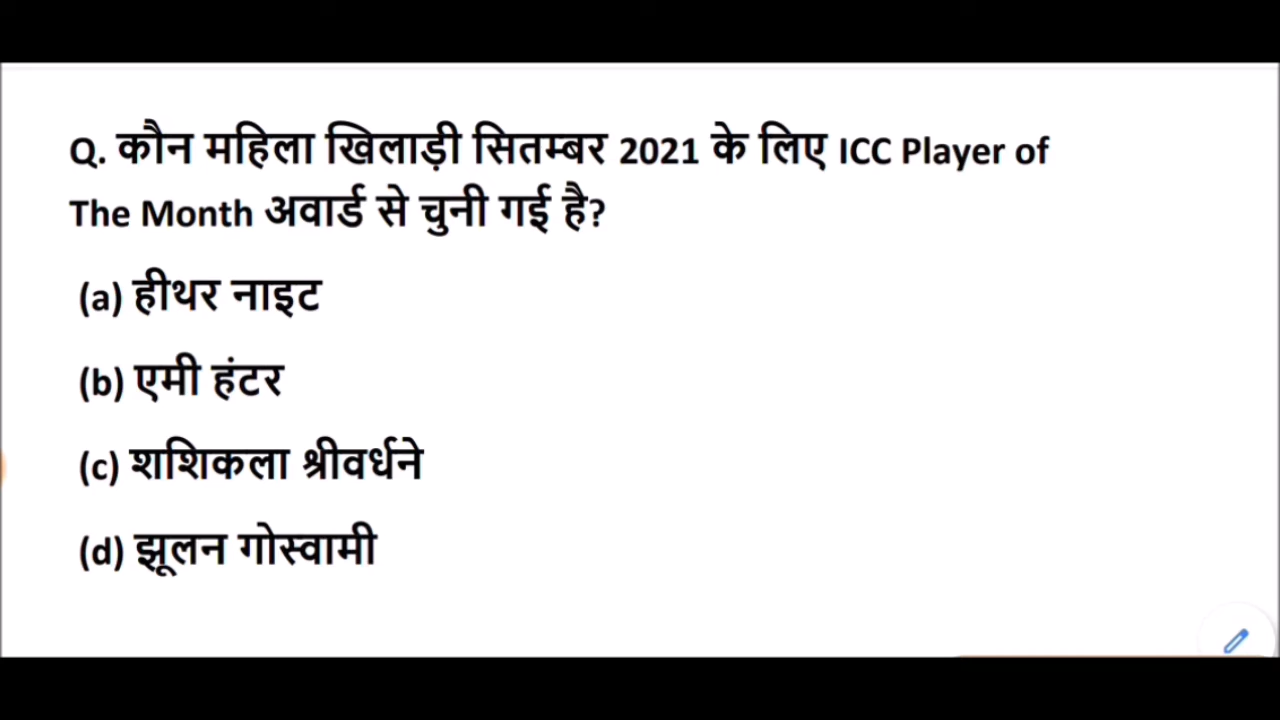 Q. कौन महिला खिलाड़ी सितम्बर 2021 के लिए ICC Player of
The Month अवार्ड से चुनी गई है?
(a) हीथर नाइट
(b) एमी हंटर
(c) शशिकला श्रीवर्धने
(d) झूलन गोस्वामी